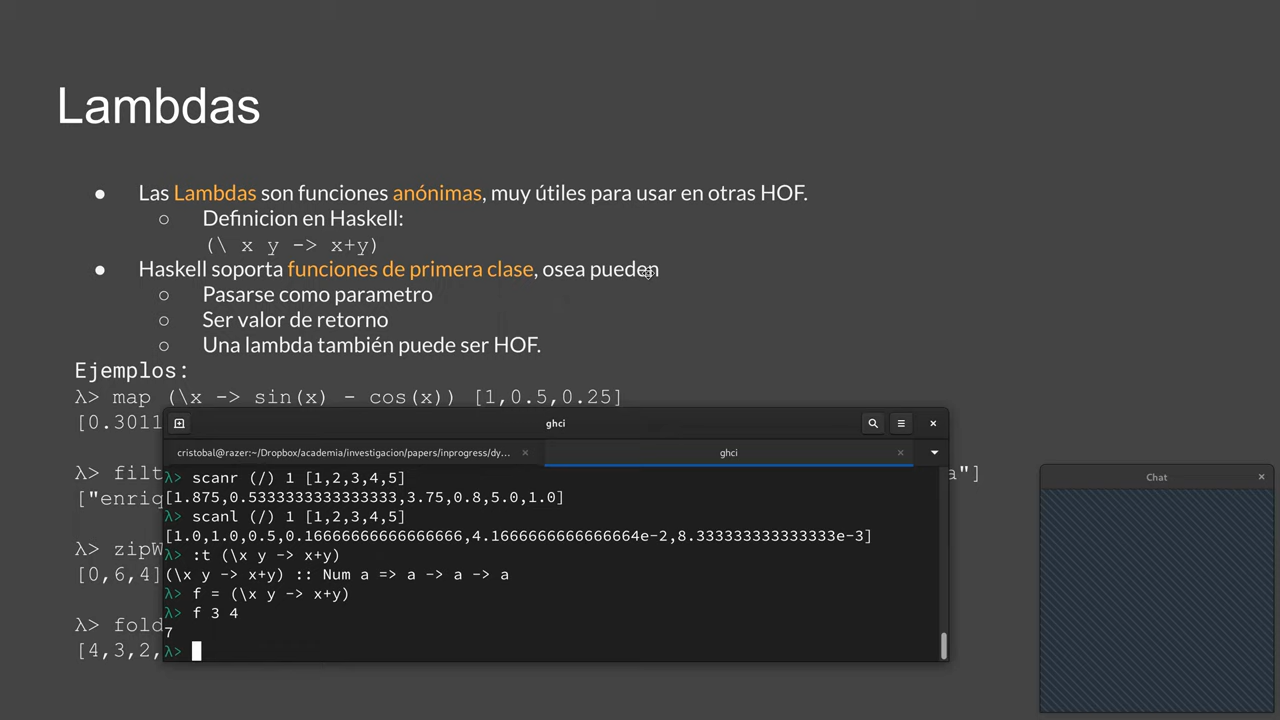 Lambdas
● Las Lambdas son funciones anónimas, muy útiles para usar en otras HOF.
○ Definicion en Haskell:
(\ x y -> x+y)
● Haskell soporta funciones de primera clase, osea pueden
○ Pasarse como parametro
○ Ser valor de retorno
○ Una lambda también puede ser HOF.
Ejemplos:
λ> map (\x -> sin(x) - cos(x)) [1,0.5,0.25]
[0.3011
λ> filt
a"]
["enriq
λ> zipW
[0,6,4]
λ> fold
[4,3,2,
ghci
cristobal@razer:~/Dropbox/academia/investigacion/papers/inprogress/dy... ×
ghci ×
λ> scanr (/) 1 [1,2,3,4,5]
[1.875,0.5333333333333333,3.75,0.8,5.0,1.0]
λ> scanl (/) 1 [1,2,3,4,5]
[1.0,1.0,0.5,0.16666666666666666,4.1666666666666664e-2,8.333333333333333e-3]
λ> :t (\x y -> x+y)
(\x y -> x+y) :: Num a => a -> a -> a
λ> f = (\x y -> x+y)
λ> f 3 4
7
λ>
Chat